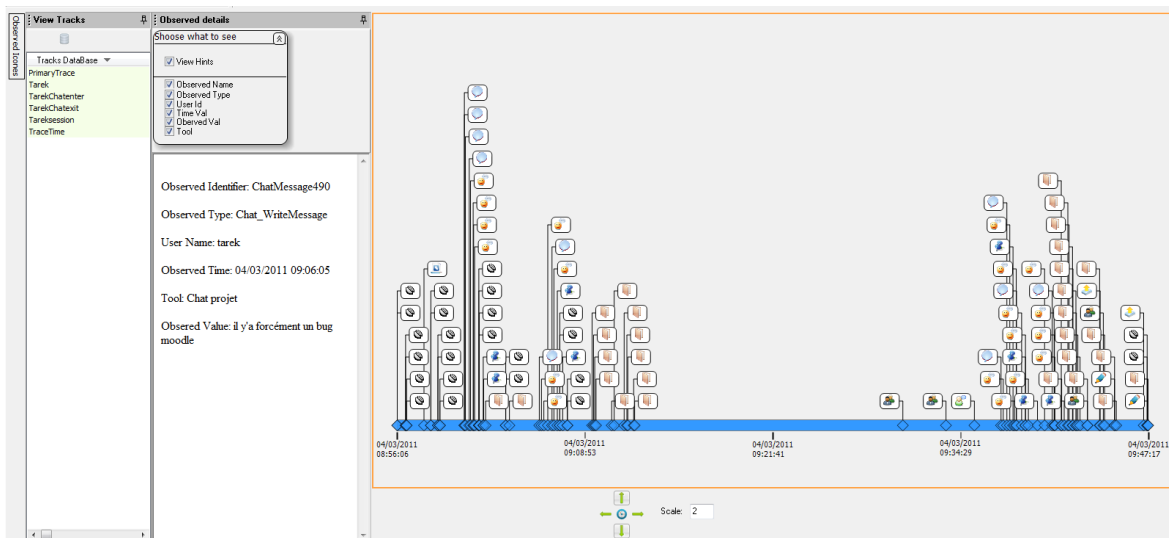 Observed Icones
View Tracks
Tracks DataBase
PrimaryTrace
Tarek
TarekChatenter
TarekChatexit
Tareksession
TraceTime
Observed details
Choose what to see
View Hints
Observed Name
Observed Type
User Id
Time Val
Oberved Val
Tool
Observed Identifier: ChatMessage490
Observed Type: Chat_WriteMessage
User Name: tarek
Observed Time: 04/03/2011 09:06:05
Tool: Chat projet
Obsered Value: il y'a forcément un bug
moodle
04/03/2011
08:56:06
04/03/2011
09:08:53
04/03/2011
09:21:41
04/03/2011
09:34:29
04/03/2011
09:47:17
Scale: 2